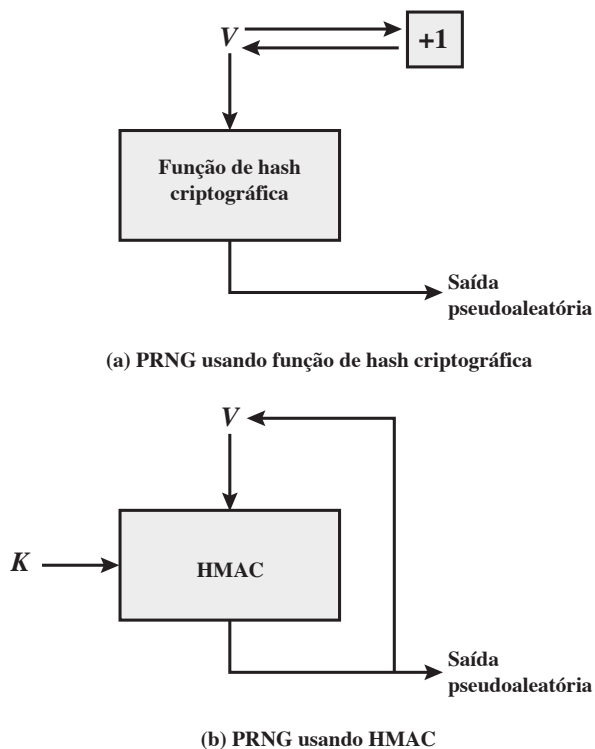 V
+1
Função de hash
criptográfica
Saída
pseudoaleatória
(a) PRNG usando função de hash criptográfica
V
K
HMAC
Saída
pseudoaleatória
(b) PRNG usando HMAC